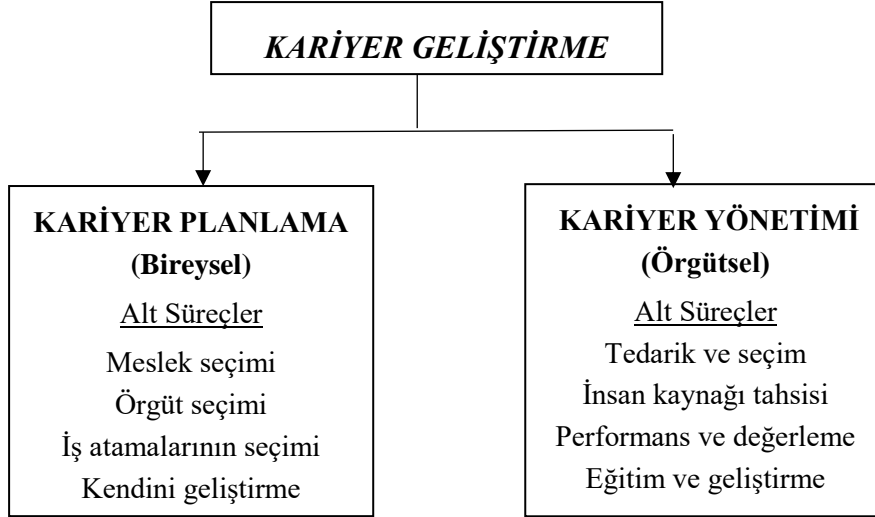 KARİYER GELİŞTİRME
KARİYER PLANLAMA
(Bireysel)
Alt Süreçler
Meslek seçimi
Örgüt seçimi
İş atamalarının seçimi
Kendini geliştirme
KARİYER YÖNETİMİ
(Örgütsel)
Alt Süreçler
Tedarik ve seçim
İnsan kaynağı tahsisi
Performans ve değerleme
Eğitim ve geliştirme